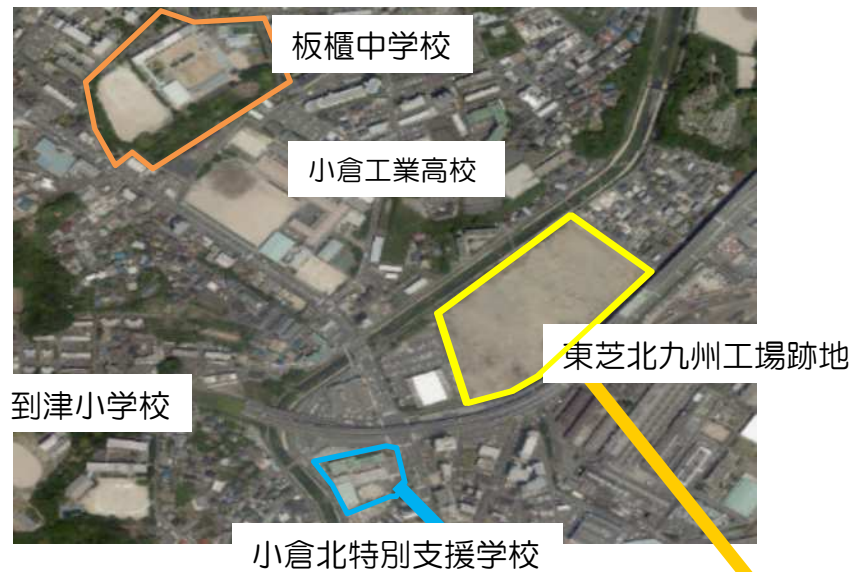 板櫃中学校
小倉工業高校
東芝北九州工場跡地
到津小学校
小倉北特別支援学校